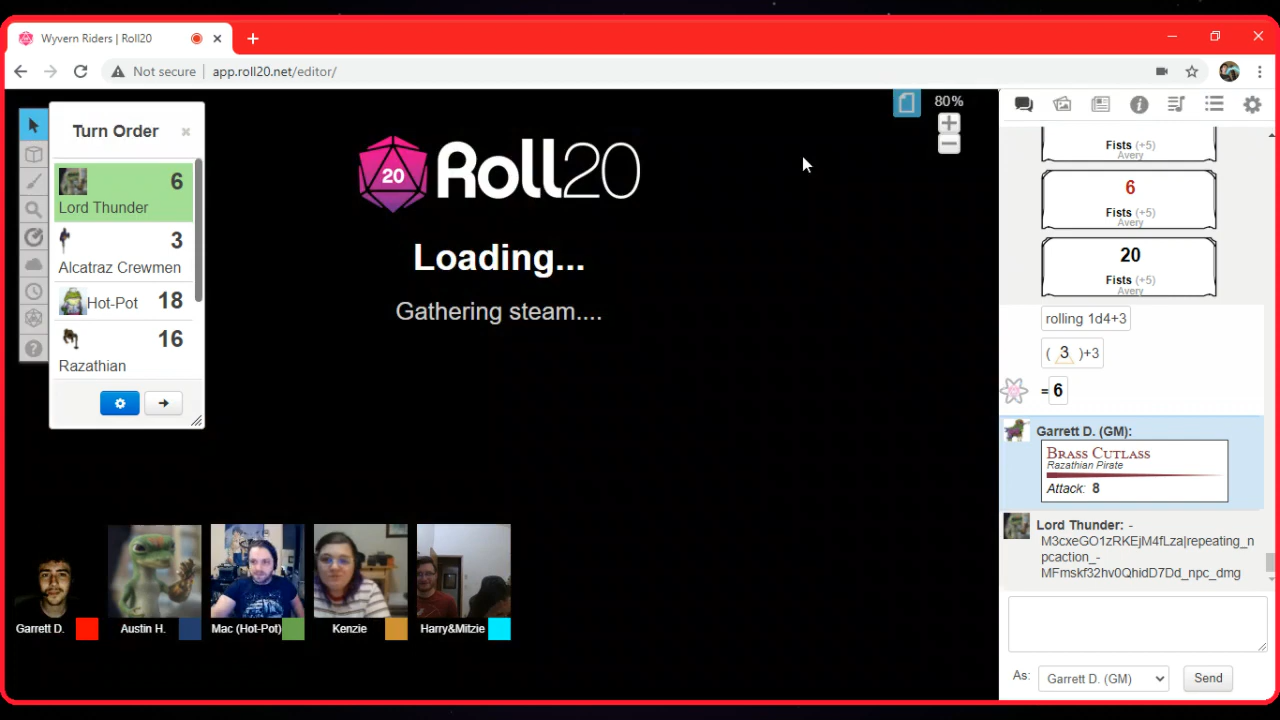 Wyvern Riders | Roll20
Not secure
app.roll20.net/editor/
Turn Order
6
Lord Thunder
3
Alcatraz Crewmen
Hot-Pot
18
16
Razathian
20
Roll20
Loading...
Gathering steam....
80%
Fists (+5)
Avery
6
Fists (+5)
Avery
20
Fists (+5)
Avery
rolling 1d4+3
( 3 )+3
= 6
Garrett D. (GM):
Brass Cutlass
Razathian Pirate
Attack: 8
Lord Thunder: -
M3cxeGO1zRKEjM4fLza|repeating_n
pcaction_-
MFmskf32hv0QhidD7Dd_npc_dmg
Garrett D.
Austin H.
Mac (Hot-Pot)
Kenzie
Harry&Mitzie
As:
Garrett D. (GM)
Send